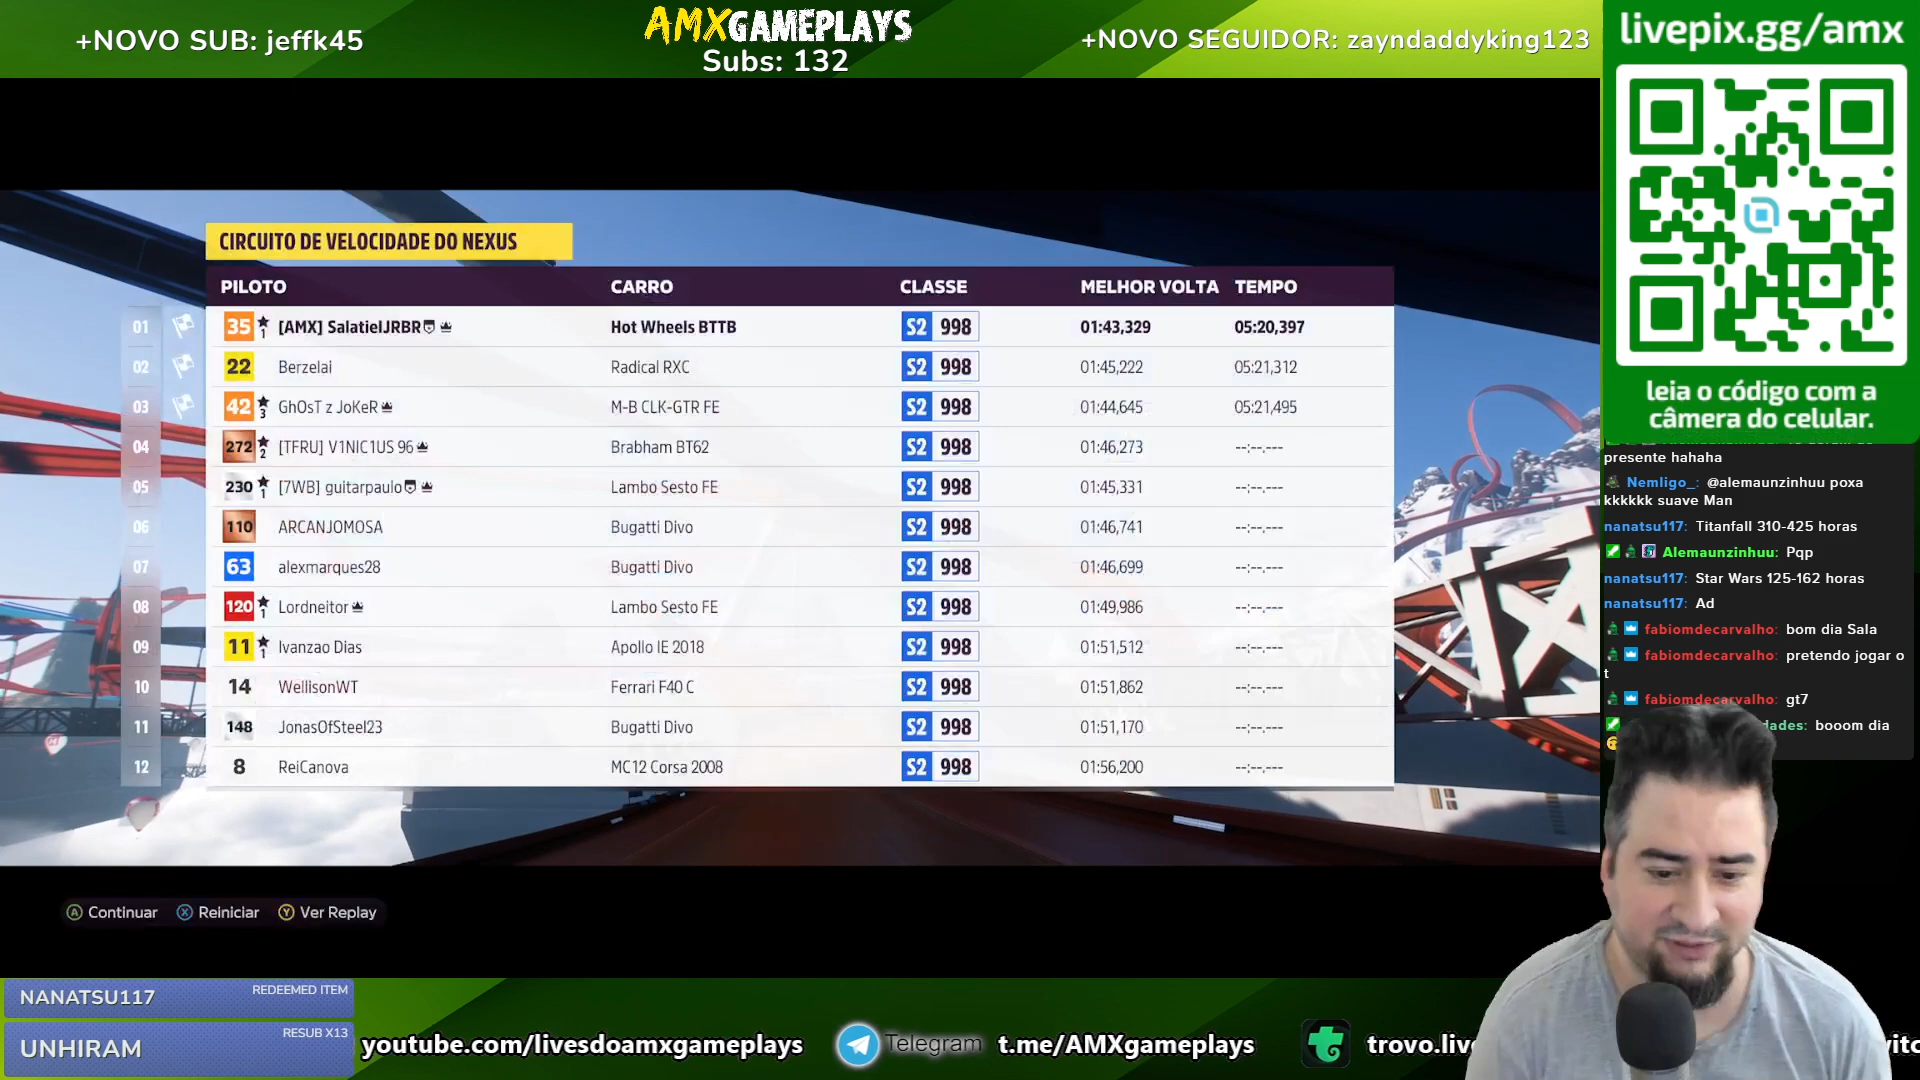 +NOVO SUB: jeffk45
AMXGAMEPLAYS
Subs: 132
+NOVO SEGUIDOR: zayndaddyking123
livepix.gg/amx
leia o código com a
câmera do celular.
CIRCUITO DE VELOCIDADE DO NEXUS
PILOTO CARRO CLASSE MELHOR VOLTA TEMPO
01 35 1 [AMX] SalatielJRBR Hot Wheels BTTB S2 998 01:43,329 05:20,397
02 22 Berzelai Radical RXC S2 998 01:45,222 05:21,312
03 42 3 GhOsT z JoKeR M-B CLK-GTR FE S2 998 01:44,645 05:21,495
04 272 2 [TFRU] V1NIC1US 96 Brabham BT62 S2 998 01:46,273 --:--.---
05 230 1 [7WB] guitarpaulo Lambo Sesto FE S2 998 01:45,331 --:--.---
06 110 ARCANJOMOSA Bugatti Divo S2 998 01:46,741 --:--.---
07 63 alexmarques28 Bugatti Divo S2 998 01:46,699 --:--.---
08 120 1 Lordneitor Lambo Sesto FE S2 998 01:49,986 --:--.---
09 11 1 Ivanzao Dias Apollo IE 2018 S2 998 01:51,512 --:--.---
10 14 WellisonWT Ferrari F40 C S2 998 01:51,862 --:--.---
11 148 JonasOfSteel23 Bugatti Divo S2 998 01:51,170 --:--.---
12 8 ReiCanova MC12 Corsa 2008 S2 998 01:56,200 --:--.---
presente hahaha
Nemligo_: @alemaunzinhuu poxa
kkkkkk suave Man
nanatsu117: Titanfall 310-425 horas
Alemaunzinhuu: Pqp
nanatsu117: Star Wars 125-162 horas
nanatsu117: Ad
fabiomdecarvalho: bom dia Sala
fabiomdecarvalho: pretendo jogar o
t
fabiomdecarvalho: gt7
dades: booom dia
A Continuar X Reiniciar Y Ver Replay
NANATSU117 REDEEMED ITEM
UNHIRAM RESUB X13
youtube.com/livesdoamxgameplays
Telegram t.me/AMXgameplays
trovo.live